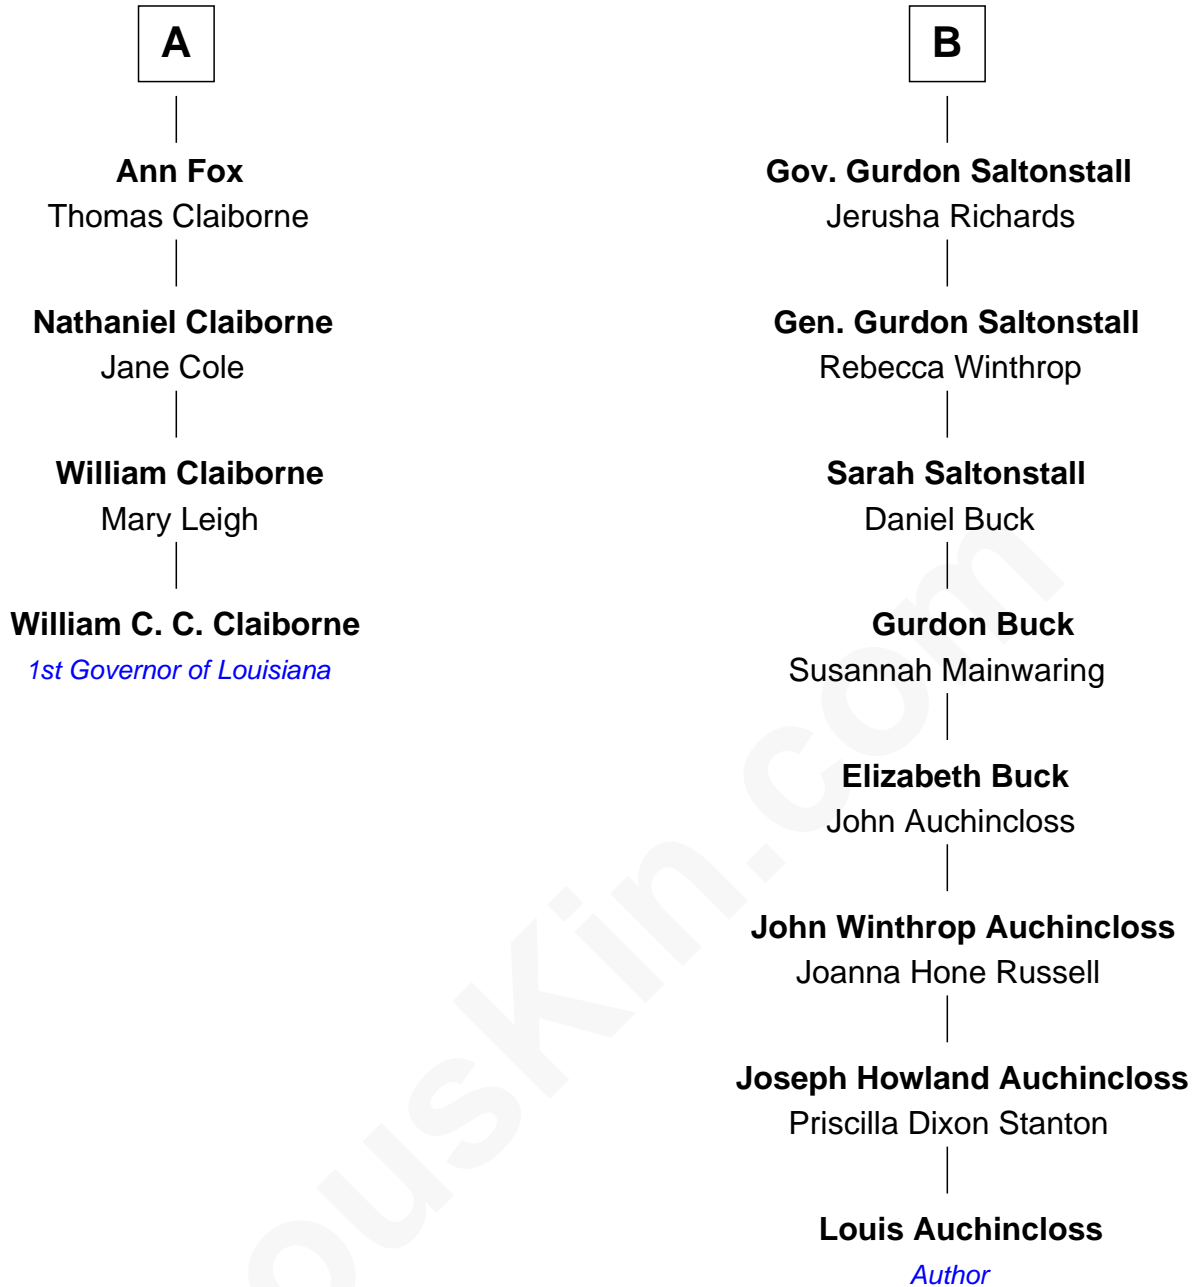 A
Ann Fox
Thomas Claiborne
Nathaniel Claiborne
Jane Cole
William Claiborne
Mary Leigh
William C. C. Claiborne
1st Governor of Louisiana
B
Gov. Gurdon Saltonstall
Jerusha Richards
Gen. Gurdon Saltonstall
Rebecca Winthrop
Sarah Saltonstall
Daniel Buck
Gurdon Buck
Susannah Mainwaring
Elizabeth Buck
John Auchincloss
John Winthrop Auchincloss
Joanna Hone Russell
Joseph Howland Auchincloss
Priscilla Dixon Stanton
Louis Auchincloss
Author
ousKin.com